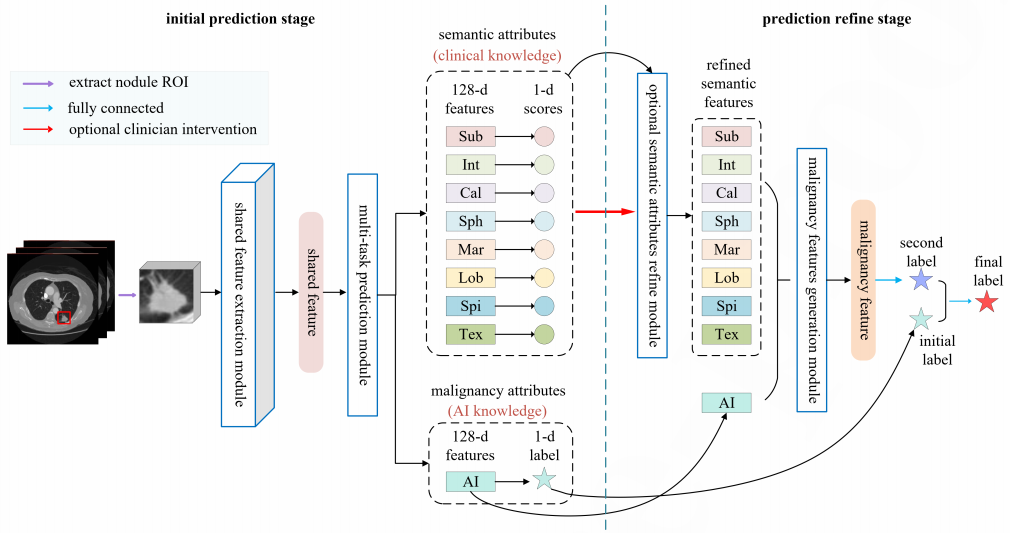 initial prediction stage
prediction refine stage
extract nodule ROI
fully connected
optional clinician intervention
shared feature extraction module
shared feature
multi-task prediction module
semantic attributes
(clinical knowledge)
128-d
features
1-d
scores
Sub
Int
Cal
Sph
Mar
Lob
Spi
Tex
malignancy attributes
(AI knowledge)
128-d
features
1-d
label
AI
optional semantic attributes refine module
refined
semantic
features
Sub
Int
Cal
Sph
Mar
Lob
Spi
Tex
AI
malignancy features generation module
malignancy feature
second
label
initial
label
final
label